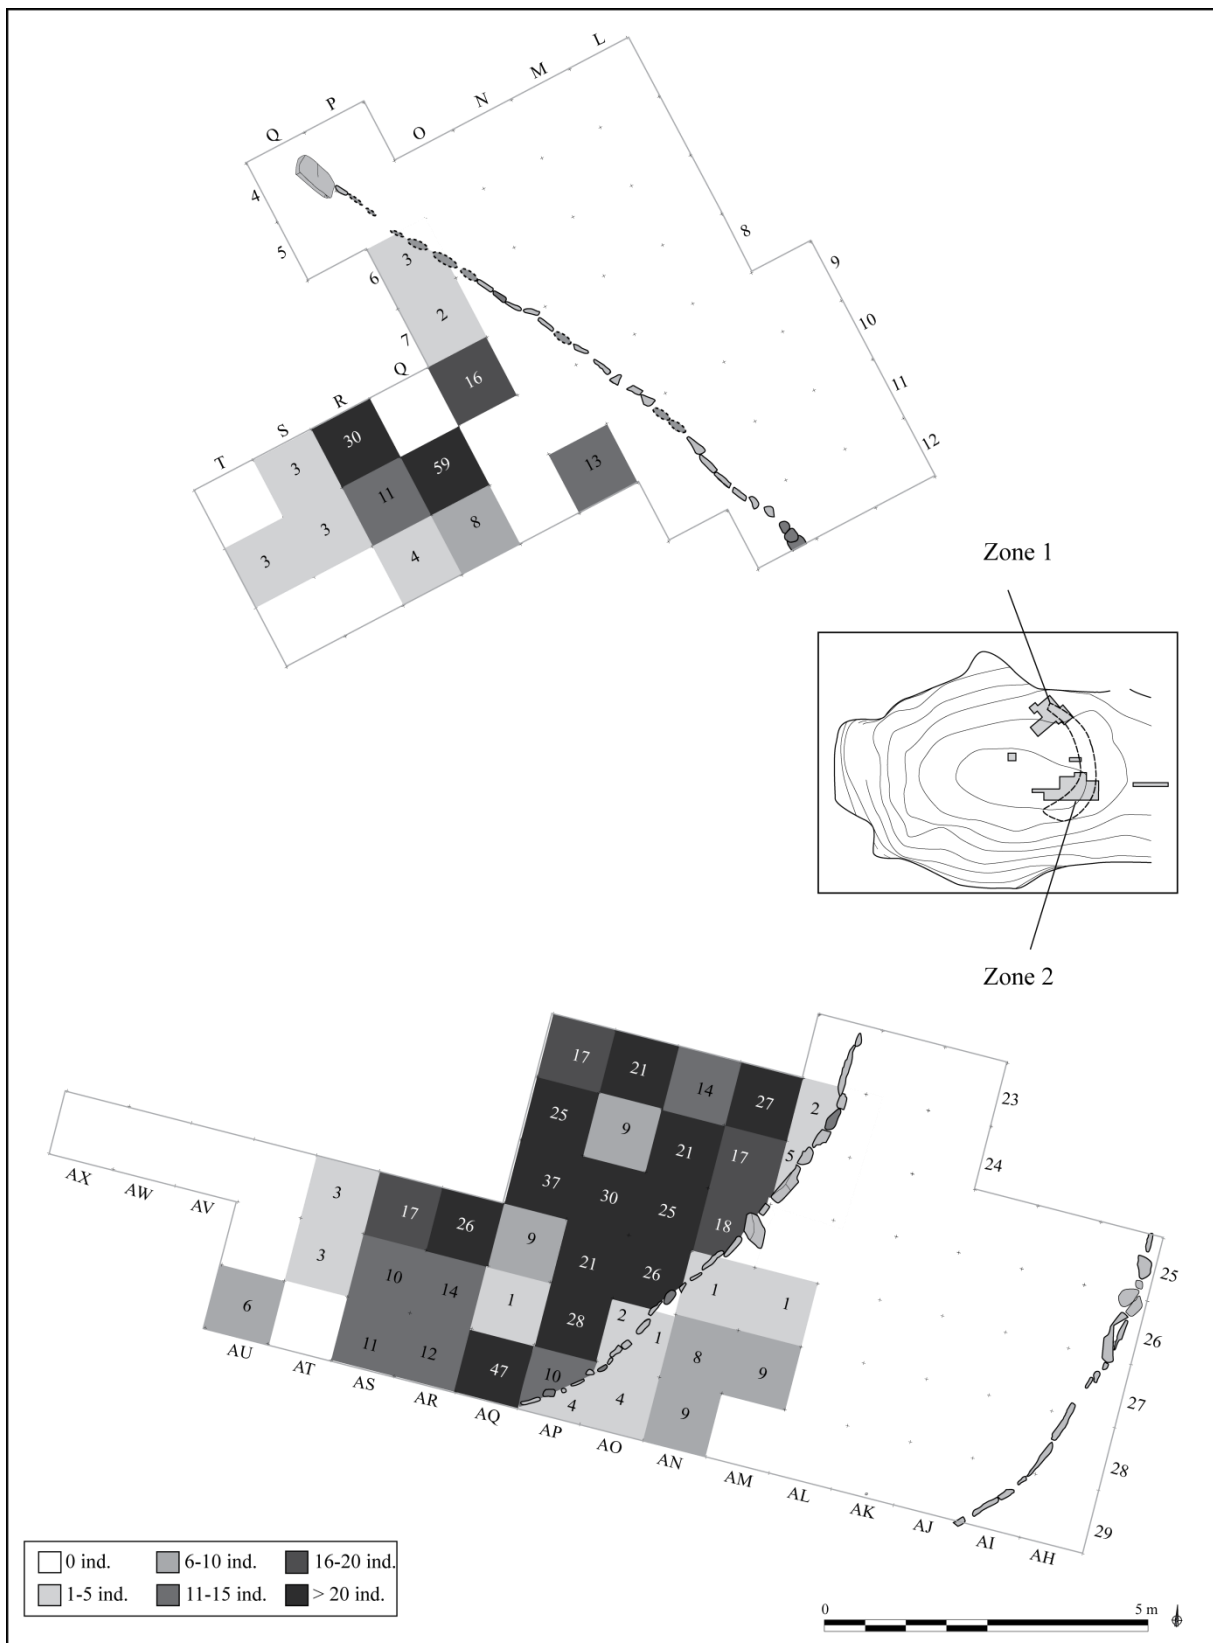 L
M
N
O
P
Q
4
5
6
7
8
9
10
11
12
3
2
Q
R
S
T
16
30
59
13
3
11
8
3
4
3
Zone 1
Zone 2
17
21
14
27
2
25
9
21
17
5
37
30
25
18
3
17
26
9
21
26
1
1
3
10
14
1
28
2
1
8
9
6
11
12
47
10
4
4
9
23
24
25
26
27
28
29
AX
AW
AV
AU
AT
AS
AR
AQ
AP
AO
AN
AM
AL
AK
AJ
AI
AH
0 ind. 6-10 ind. 16-20 ind.
1-5 ind. 11-15 ind. > 20 ind.
0 5 m